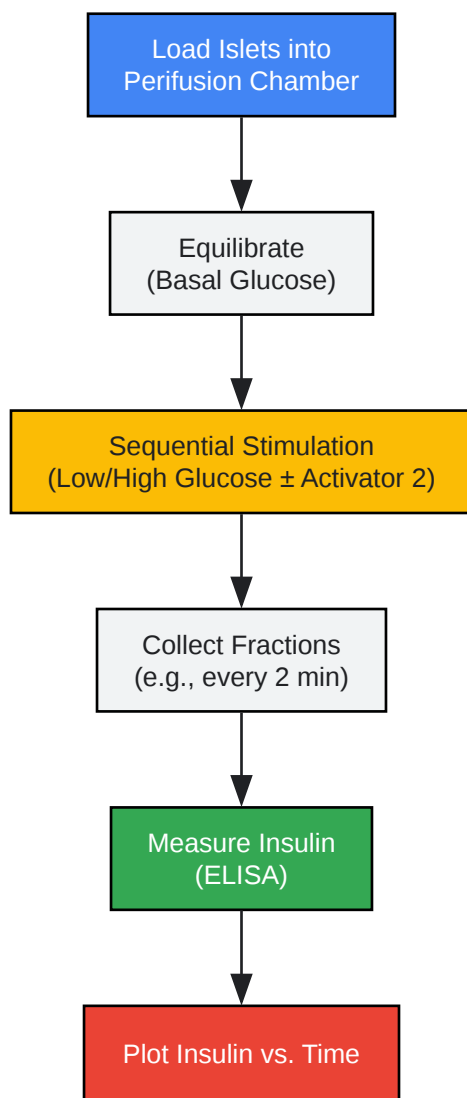 Load Islets into
Perifusion Chamber
Equilibrate
(Basal Glucose)
Sequential Stimulation
(Low/High Glucose ± Activator 2)
Collect Fractions
(e.g., every 2 min)
Measure Insulin
(ELISA)
Plot Insulin vs. Time